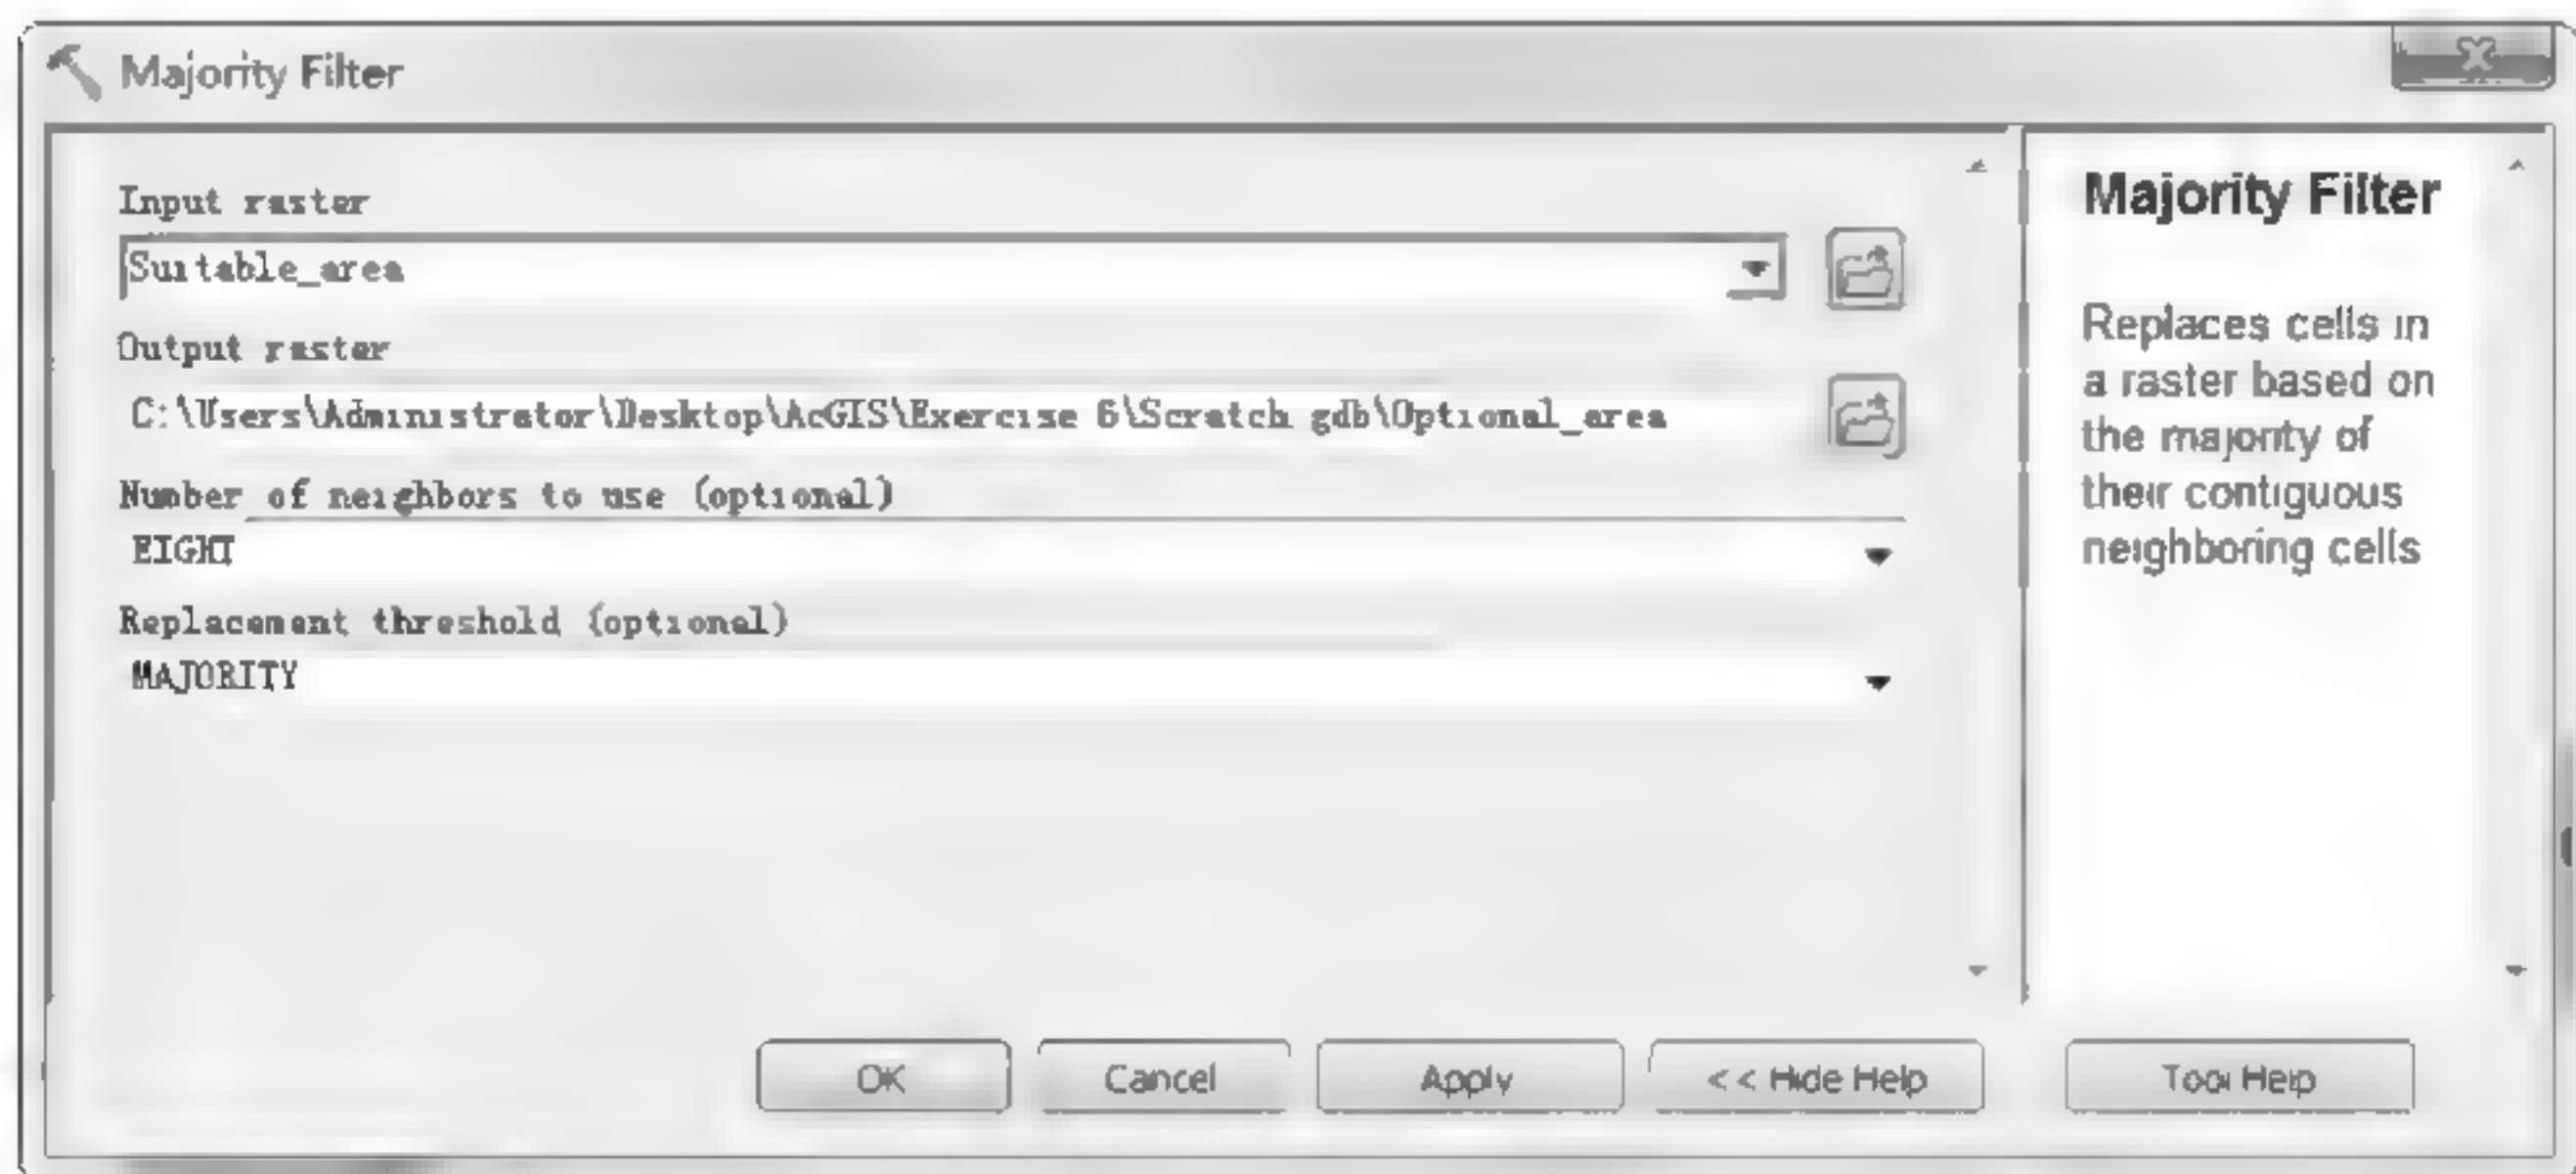 Majority Filter
Input raster
Suitable_area
Output raster
C:\Users\Administrator\Desktop\AcGIS\Exercise 6\Scratch gdb\Optional_area
Number of neighbors to use (optional)
EIGHT
Replacement threshold (optional)
MAJORITY
OK
Cancel
Apply
<< Hide Help
Majority Filter
Replaces cells in
a raster based on
the majority of
their contiguous
neighboring cells
Tool Help